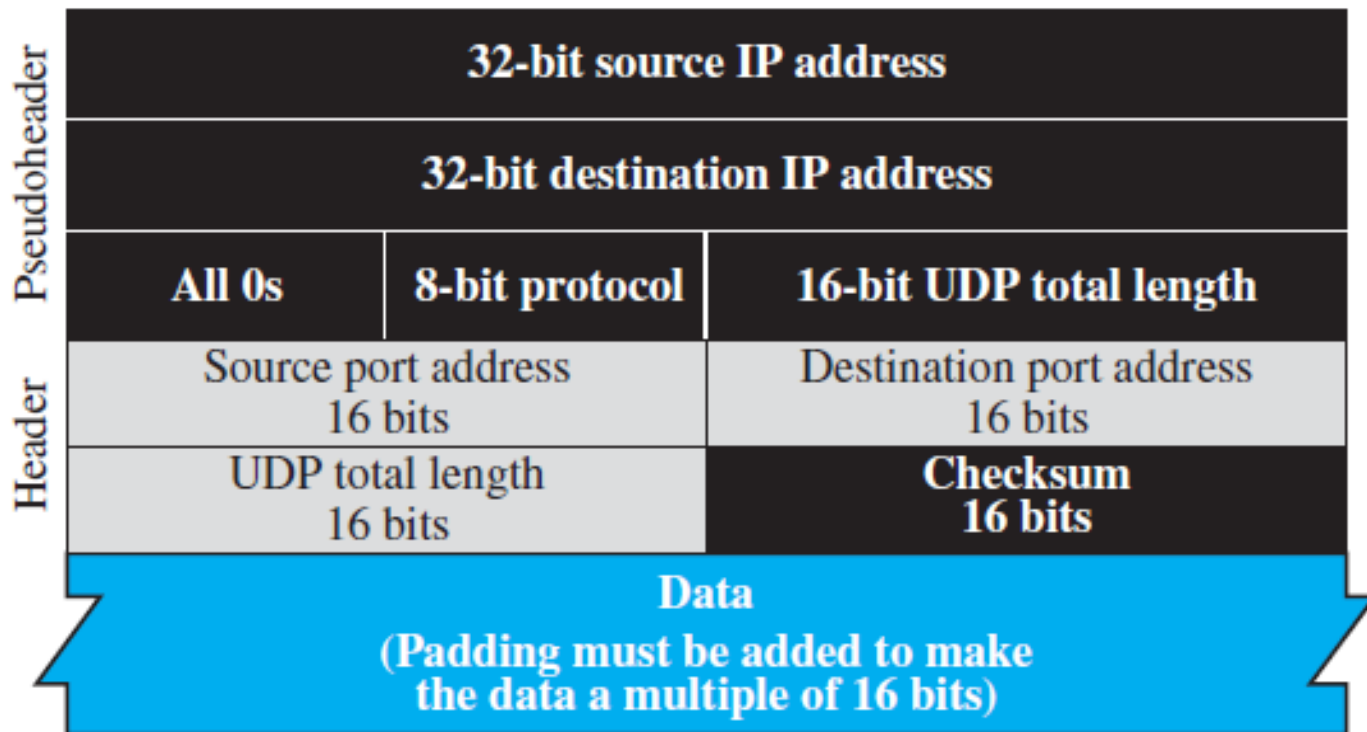 Pseudoheader
32-bit source IP address
32-bit destination IP address
All 0s
8-bit protocol
16-bit UDP total length
Header
Source port address
16 bits
Destination port address
16 bits
UDP total length
16 bits
Checksum
16 bits
Data
(Padding must be added to make
the data a multiple of 16 bits)